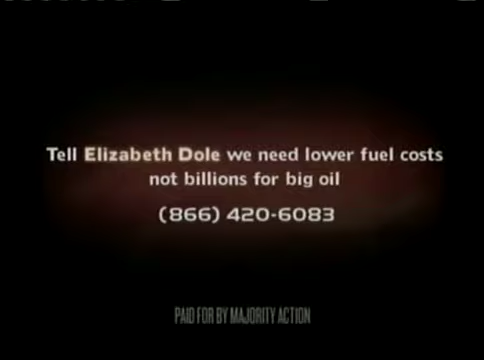 Tell Elizabeth Dole we need lower fuel costs
not billions for big oil
(866) 420-6083
PAID FOR BY MAJORITY ACTION